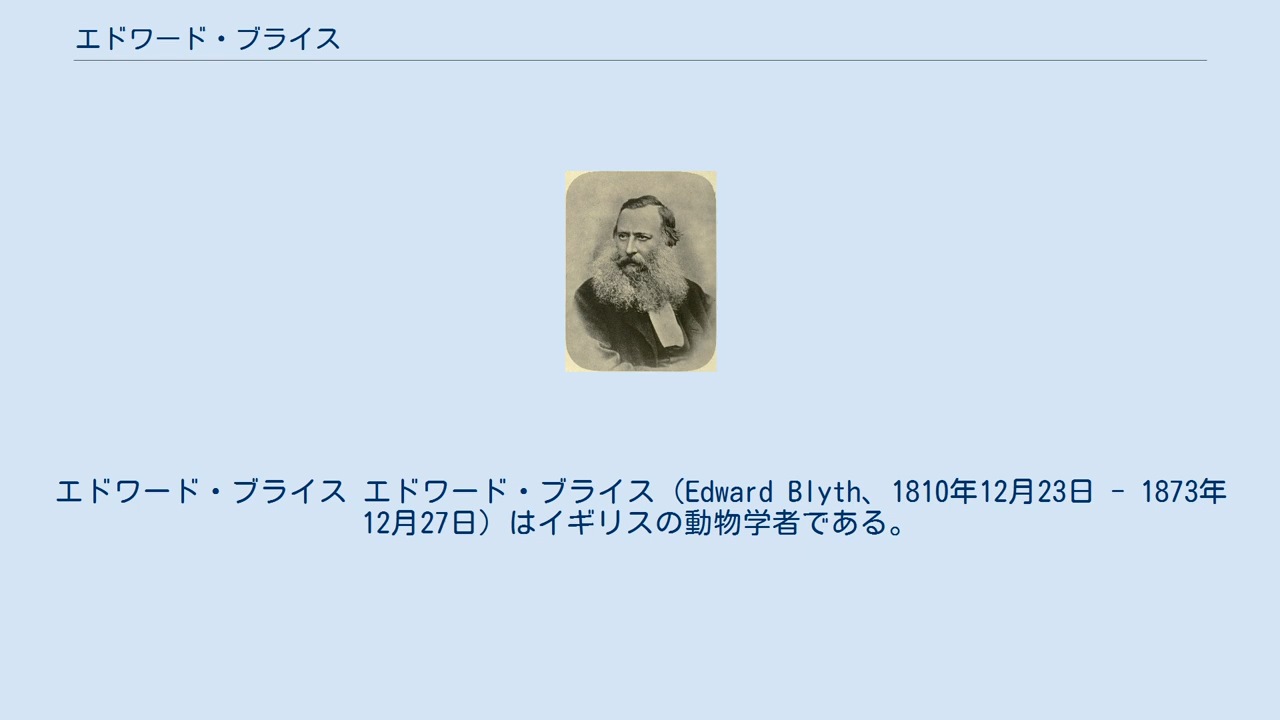 エドワード・ブライス
エドワード・ブライス エドワード・ブライス（Edward Blyth、1810年12月23日 - 1873年
12月27日）はイギリスの動物学者である。